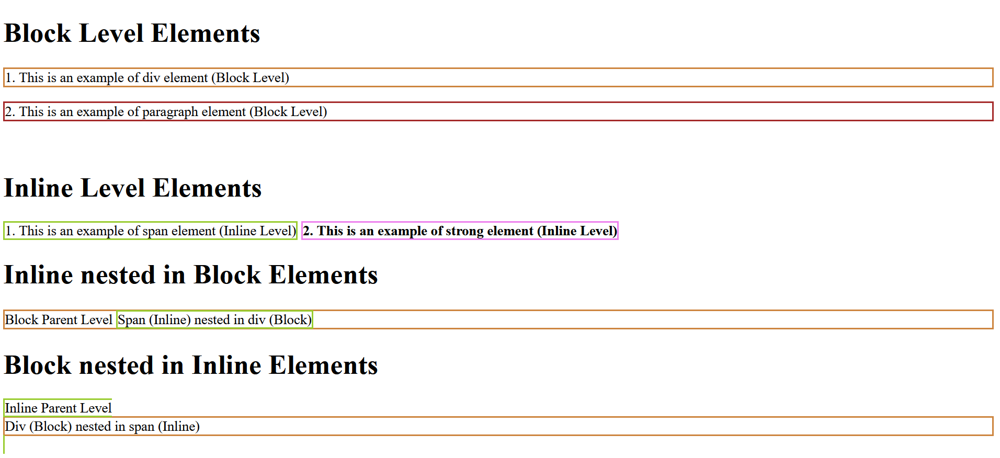 Block Level Elements
1. This is an example of div element (Block Level)
2. This is an example of paragraph element (Block Level)
Inline Level Elements
1. This is an example of span element (Inline Level) 2. This is an example of strong element (Inline Level)
Inline nested in Block Elements
Block Parent Level Span (Inline) nested in div (Block)
Block nested in Inline Elements
Inline Parent Level
Div (Block) nested in span (Inline)